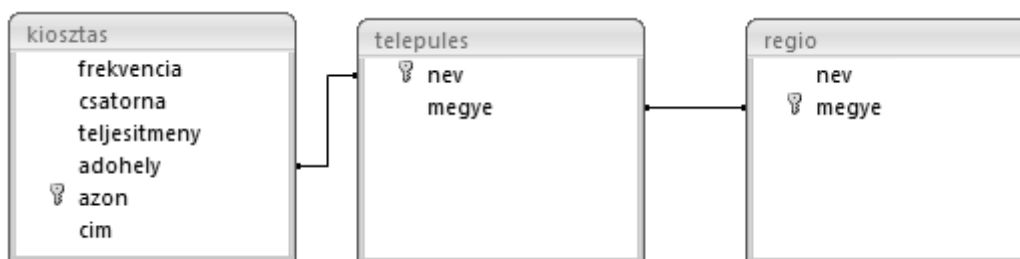 kiosztas
frekvencia
csatorna
teljesitmeny
adohely
azon
cim
telepules
nev
megye
regio
nev
megye